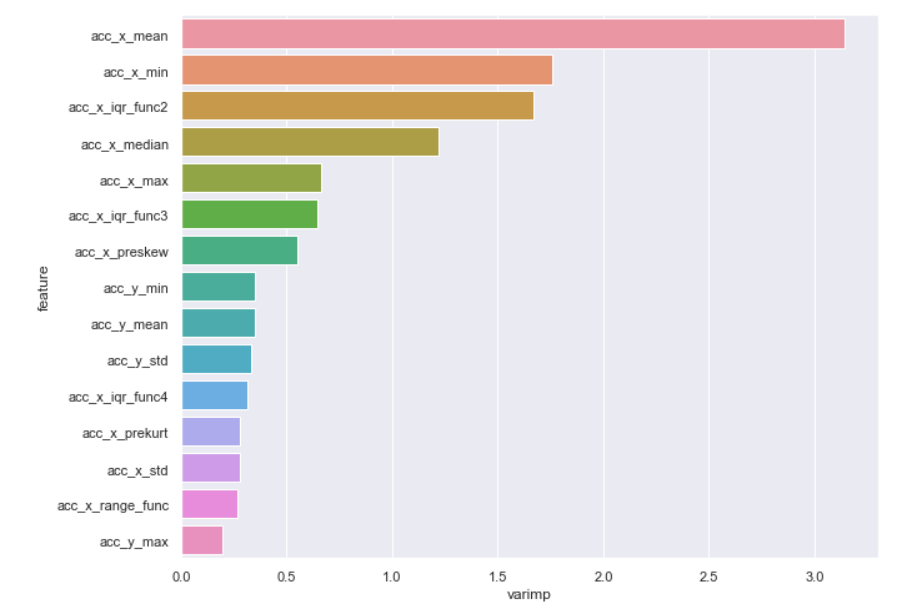 acc_x_mean
acc_x_min
acc_x_iqr_func2
acc_x_median
acc_x_max
acc_x_iqr_func3
acc_x_preskew
acc_y_min
acc_y_mean
acc_y_std
acc_x_iqr_func4
acc_x_prekurt
acc_x_std
acc_x_range_func
acc_y_max
feature
0.0 0.5 1.0 1.5 2.0 2.5 3.0
varimp